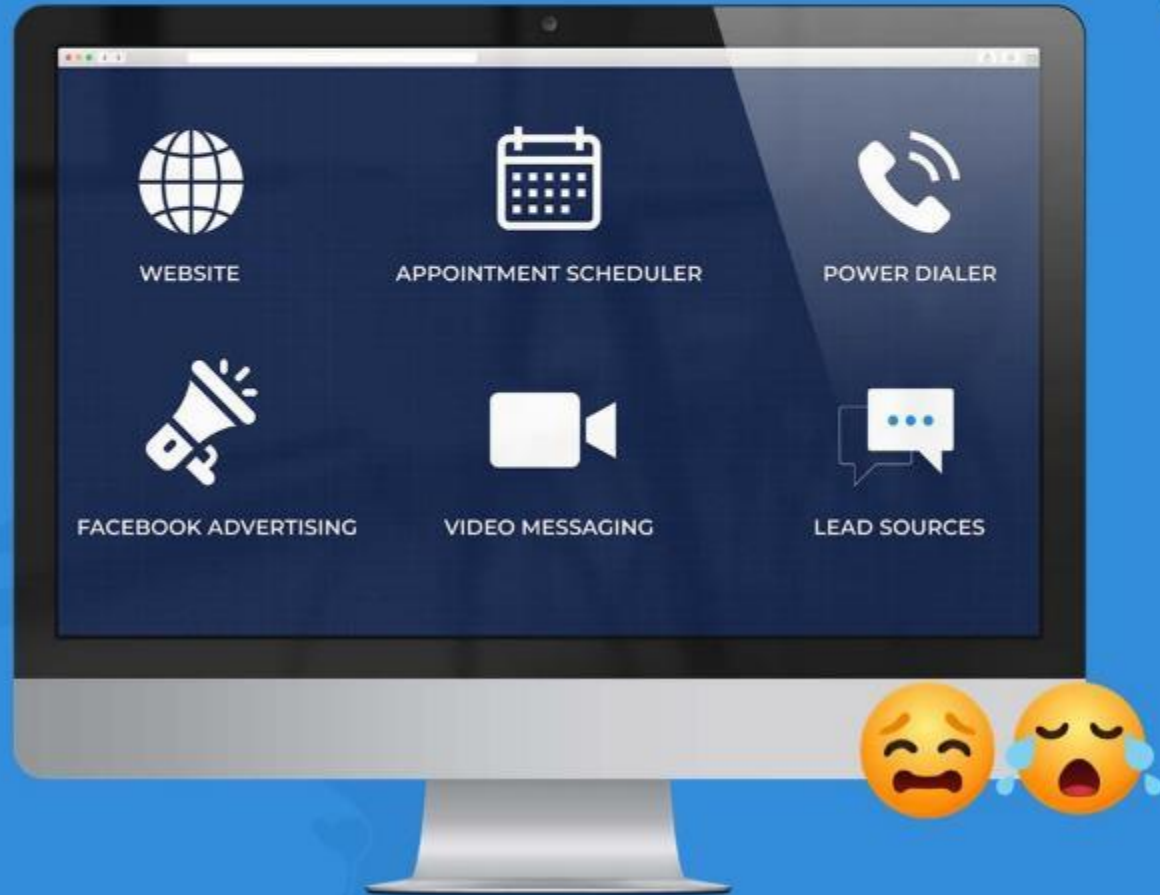 WEBSITE
APPOINTMENT SCHEDULER
POWER DIALER
FACEBOOK ADVERTISING
VIDEO MESSAGING
LEAD SOURCES